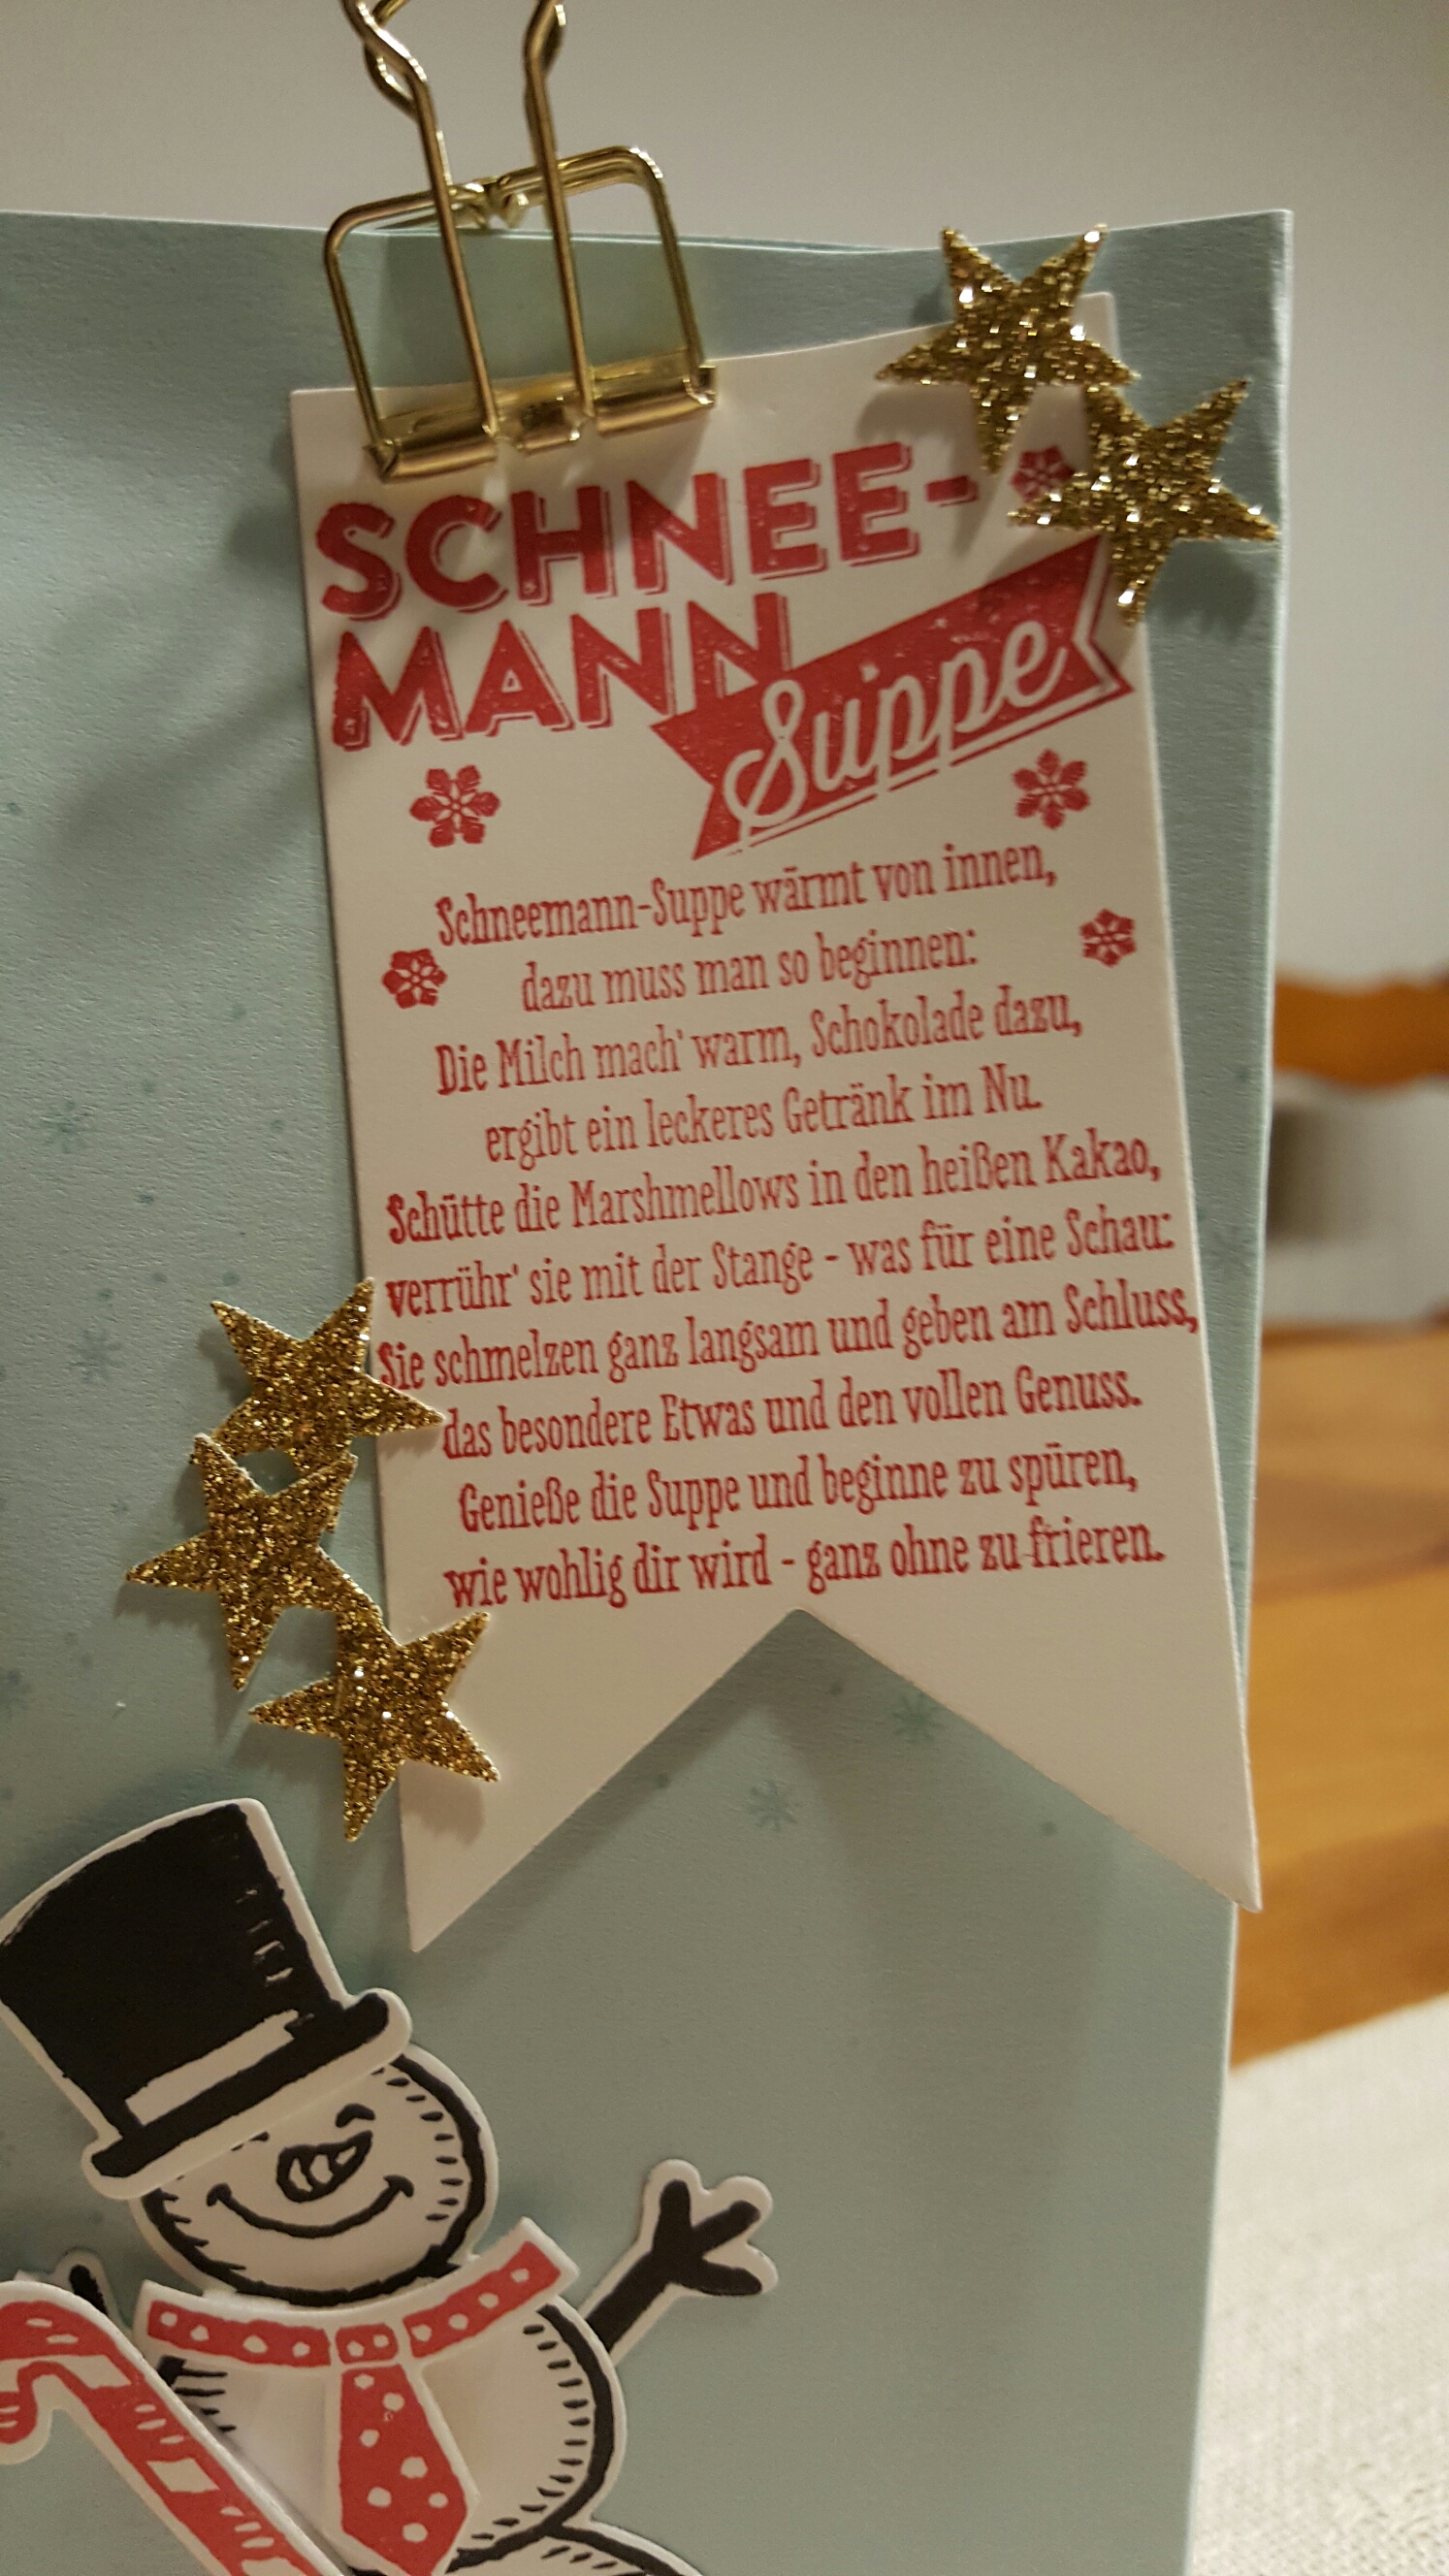 SCHNEE-
MANN
Suppe
Schneemann-Suppe wärmt von innen,
dazu muss man so beginnen:
Die Milch mach' warm, Schokolade dazu,
ergibt ein leckeres Getränk im Nu.
Schütte die Marshmellows in den heißen Kakao,
verrühr' sie mit der Stange - was für eine Schau:
Sie schmelzen ganz langsam und geben am Schluss,
das besondere Etwas und den vollen Genuss.
Genieße die Suppe und beginne zu spüren,
wie wohlig dir wird - ganz ohne zu frieren.